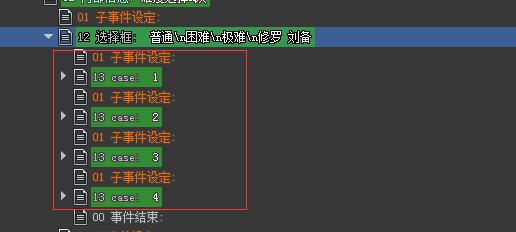 01 子事件设定:
12 选择框: 普通\n困难\n极难\n修罗 刘备
01 子事件设定:
13 case: 1
01 子事件设定:
13 case: 2
01 子事件设定:
13 case: 3
01 子事件设定:
13 case: 4
00 事件结束: